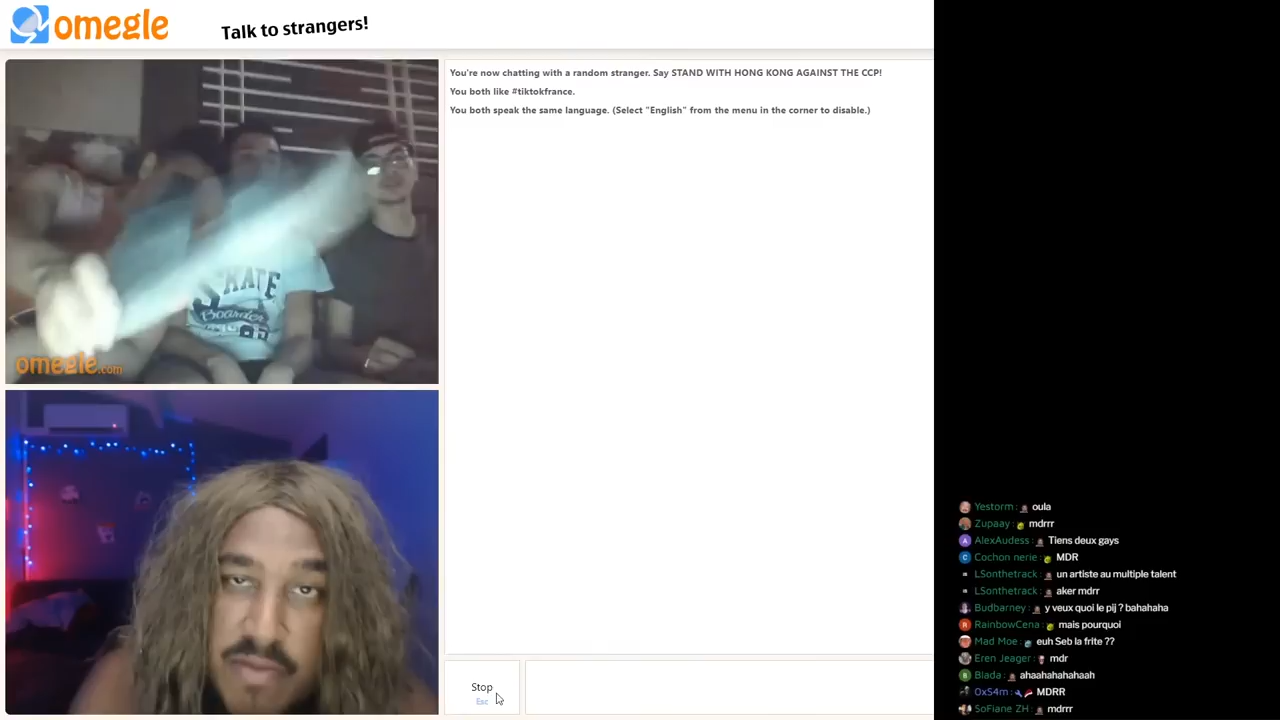 omegle
Talk to strangers!
You're now chatting with a random stranger. Say STAND WITH HONG KONG AGAINST THE CCP!
You both like #tiktokfrance.
You both speak the same language. (Select "English" from the menu in the corner to disable.)
SKATE
Boarder
omegle.com
Yestorm : oula
Zupaay : mdrrr
A AlexAudess : Tiens deux gays
C Cochon nerie : MDR
LSonthetrack : un artiste au multiple talent
LSonthetrack : aker mdrr
Budbarney : y veux quoi le pij ? bahahaha
R RainbowCena : mais pourquoi
Mad Moe : euh Seb la frite ??
Eren Jeager : mdr
B Blada : ahaahahahahaah
0xS4m : MDRR
SoFiane ZH : mdrrr
Stop
Esc